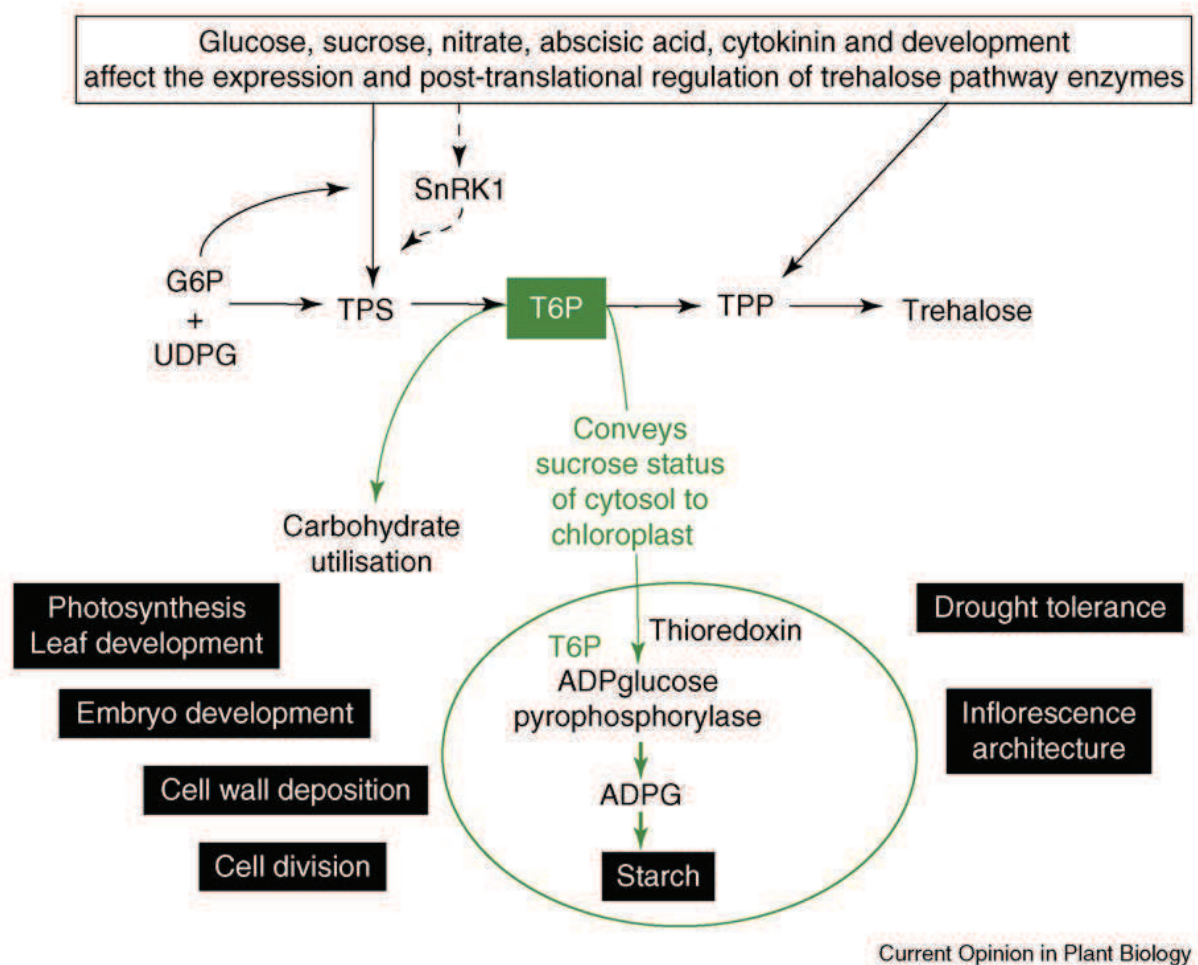 Glucose, sucrose, nitrate, abscisic acid, cytokinin and development
affect the expression and post-translational regulation of trehalose pathway enzymes
SnRK1
G6P
+
UDPG
TPS
T6P
TPP
Trehalose
Conveys
sucrose status
of cytosol to
chloroplast
Carbohydrate
utilisation
Photosynthesis
Leaf development
Embryo development
Cell wall deposition
Cell division
Thioredoxin
T6P
ADPglucose
pyrophosphorylase
ADPG
Starch
Drought tolerance
Inflorescence
architecture
Current Opinion in Plant Biology